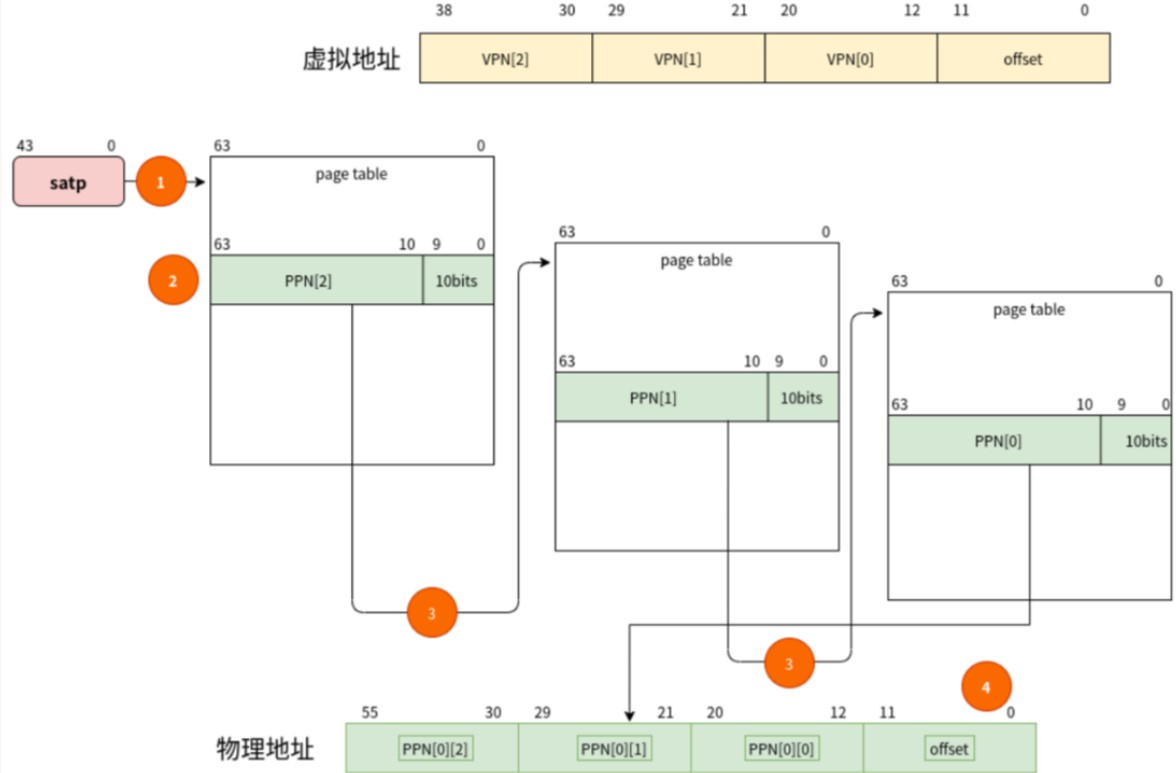 38 30 29 21 20 12 11 0
虚拟地址 VPN[2] VPN[1] VPN[0] offset
43 0 63 0
satp 1 page table
63 10 9 0
2 PPN[2] 10bits
63 0
page table
63 10 9 0
PPN[1] 10bits
63 0
page table
63 10 9 0
PPN[0] 10bits
3
3
4
55 30 29 21 20 12 11 0
物理地址 PPN[0][2] PPN[0][1] PPN[0][0] offset